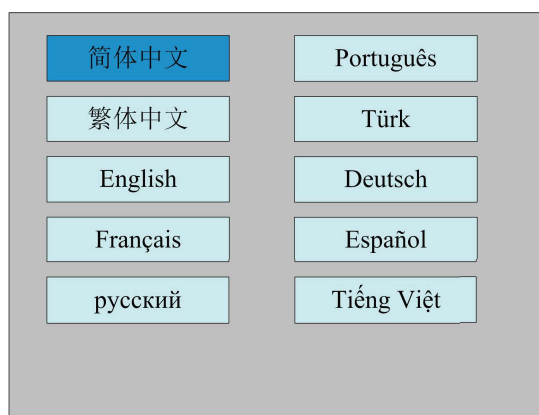 简体中文
Português
繁体中文
Türk
English
Deutsch
Français
Español
русский
Tiếng Việt